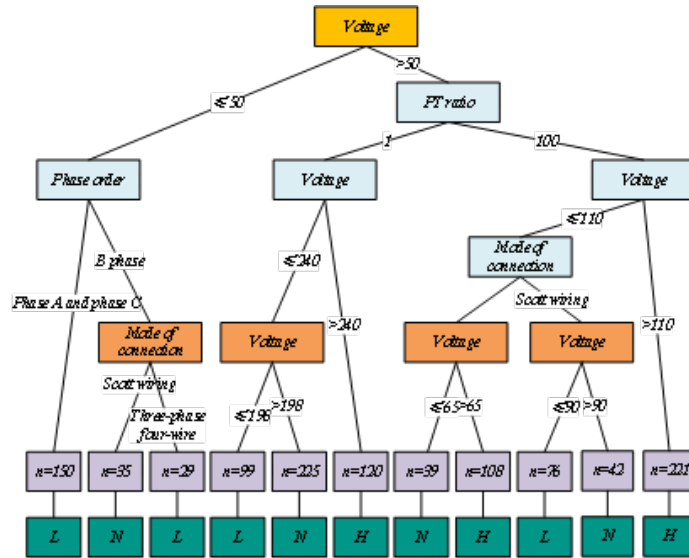 Voltage
>50
≤50
PT ratio
1
100
Phase order
Voltage
Voltage
≤110
B phase
≤240
Mode of
connection
Phase A and phase C
Scott wiring
Mode of
connection
Voltage
>240
Voltage
Voltage
>110
Scott wiring
≤198
>198
≤65
>65
≤90
>90
Three-phase
four-wire
n=150
n=35
n=29
n=99
n=225
n=120
n=39
n=108
n=76
n=42
n=221
L
N
L
L
N
H
N
H
L
N
H